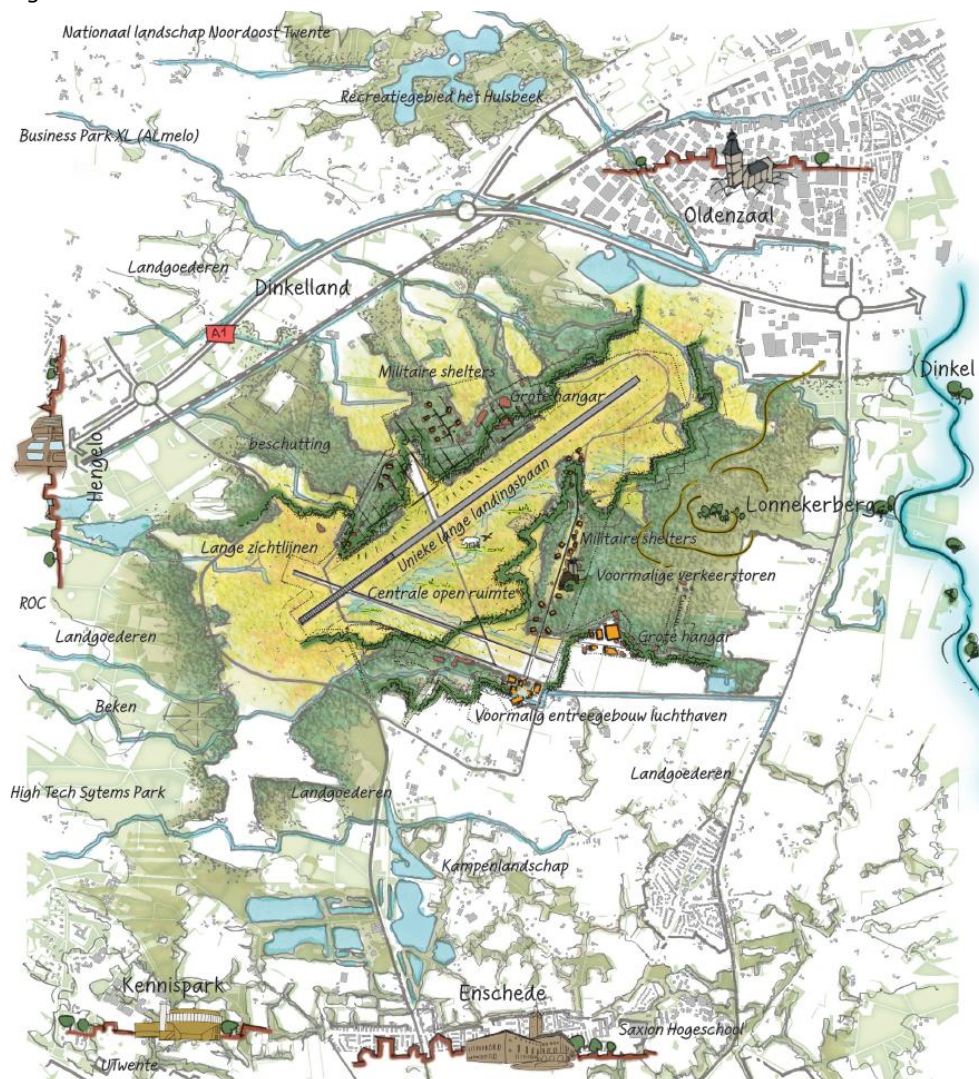 Nationaal landschap Noordoost Twente
Recreatiegebied het Hulsbeek
Business Park XL (ALmelo)
Oldenzaal
Landgoederen
Dinkelland
A1
Dinkel
Militaire shelters
Grote hangar
Hengelo
beschutting
Unieke lange landingsbaan
Lonnekerberg
Lange zichtlijnen
Militaire shelters
Centrale open ruimte
Voormalige verkeerstoren
ROC
Landgoederen
Grote hangar
Beken
Voormalig entreegebouw luchthaven
High Tech Sytems Park
Landgoederen
Landgoederen
Kampenlandschap
Kennispark
Enschede
Saxion Hogeschool
UTwente